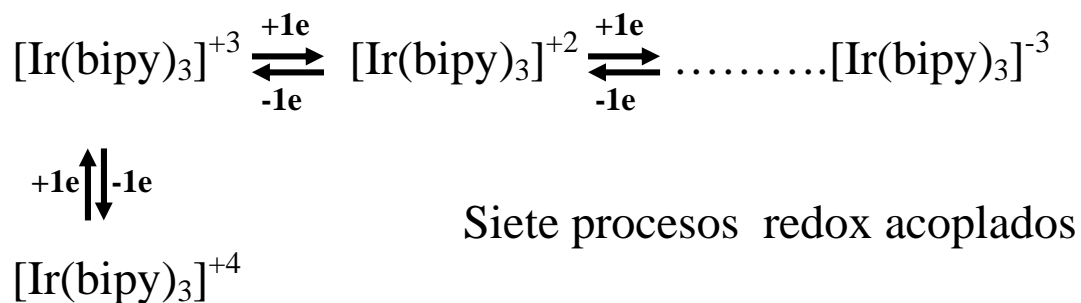 +1e +1e
[Ir(bipy)₃]⁺³ [Ir(bipy)₃]⁺² ..........[Ir(bipy)₃]⁻³
-1e -1e
+1e -1e
Siete procesos redox acoplados
[Ir(bipy)₃]⁺⁴